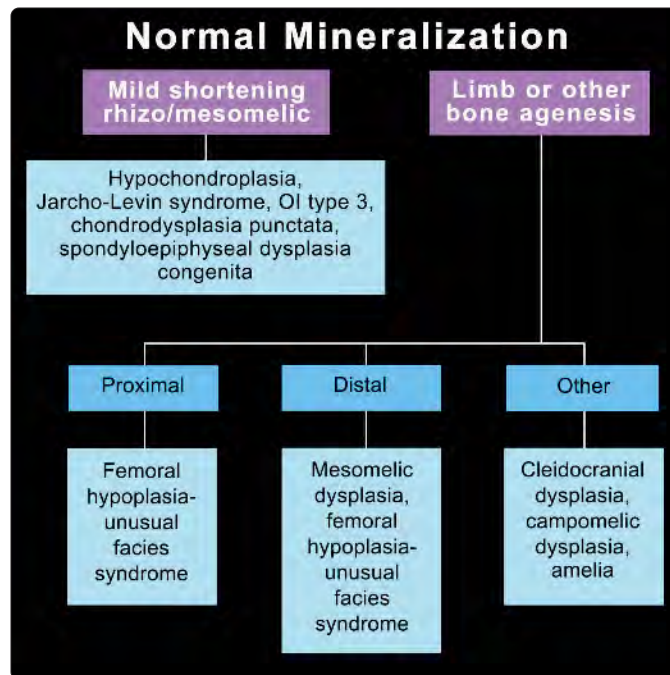 Normal Mineralization
Mild shortening
rhizo/mesomelic
Limb or other
bone agenesis
Hypochondroplasia,
Jarcho-Levin syndrome, OI type 3,
chondrodysplasia punctata,
spondyloepiphyseal dysplasia
congenita
Proximal
Distal
Other
Femoral
hypoplasia-
unusual
facies
syndrome
Mesomelic
dysplasia,
femoral
hypoplasia-
unusual
facies
syndrome
Cleidocranial
dysplasia,
campomelic
dysplasia,
amelia